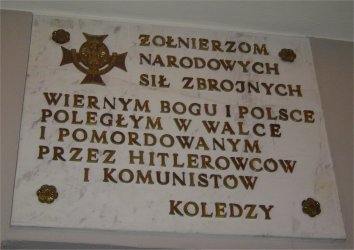 ŻOŁNIERZOM
NARODOWYCH
SIŁ ZBROJNYCH
WIERNYM BOGU I POLSCE
POLEGŁYM W WALCE
I POMORDOWANYM
PRZEZ HITLEROWCÓW
I KOMUNISTÓW
KOLEDZY